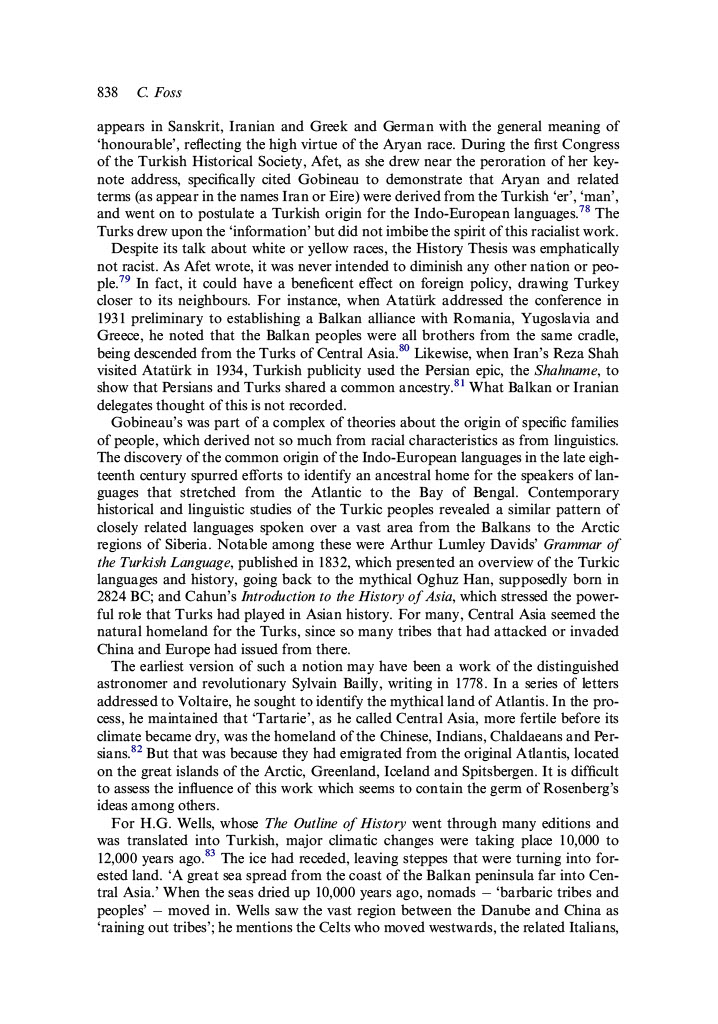 838 C. Foss
appears in Sanskrit, Iranian and Greek and German with the general meaning of
‘honourable’, reflecting the high virtue of the Aryan race. During the first Congress
of the Turkish Historical Society, Afet, as she drew near the peroration of her key-
note address, specifically cited Gobineau to demonstrate that Aryan and related
terms (as appear in the names Iran or Eire) were derived from the Turkish ‘er’, ‘man’,
and went on to postulate a Turkish origin for the Indo-European languages.78 The
Turks drew upon the ‘information’ but did not imbibe the spirit of this racialist work.
Despite its talk about white or yellow races, the History Thesis was emphatically
not racist. As Afet wrote, it was never intended to diminish any other nation or peo-
ple.79 In fact, it could have a beneficent effect on foreign policy, drawing Turkey
closer to its neighbours. For instance, when Atatürk addressed the conference in
1931 preliminary to establishing a Balkan alliance with Romania, Yugoslavia and
Greece, he noted that the Balkan peoples were all brothers from the same cradle,
being descended from the Turks of Central Asia.80 Likewise, when Iran’s Reza Shah
visited Atatürk in 1934, Turkish publicity used the Persian epic, the Shahname, to
show that Persians and Turks shared a common ancestry.81 What Balkan or Iranian
delegates thought of this is not recorded.
Gobineau’s was part of a complex of theories about the origin of specific families
of people, which derived not so much from racial characteristics as from linguistics.
The discovery of the common origin of the Indo-European languages in the late eigh-
teenth century spurred efforts to identify an ancestral home for the speakers of lan-
guages that stretched from the Atlantic to the Bay of Bengal. Contemporary
historical and linguistic studies of the Turkic peoples revealed a similar pattern of
closely related languages spoken over a vast area from the Balkans to the Arctic
regions of Siberia. Notable among these were Arthur Lumley Davids’ Grammar of
the Turkish Language, published in 1832, which presented an overview of the Turkic
languages and history, going back to the mythical Oghuz Han, supposedly born in
2824 BC; and Cahun’s Introduction to the History of Asia, which stressed the power-
ful role that Turks had played in Asian history. For many, Central Asia seemed the
natural homeland for the Turks, since so many tribes that had attacked or invaded
China and Europe had issued from there.
The earliest version of such a notion may have been a work of the distinguished
astronomer and revolutionary Sylvain Bailly, writing in 1778. In a series of letters
addressed to Voltaire, he sought to identify the mythical land of Atlantis. In the pro-
cess, he maintained that ‘Tartarie’, as he called Central Asia, more fertile before its
climate became dry, was the homeland of the Chinese, Indians, Chaldaeans and Per-
sians.82 But that was because they had emigrated from the original Atlantis, located
on the great islands of the Arctic, Greenland, Iceland and Spitsbergen. It is difficult
to assess the influence of this work which seems to contain the germ of Rosenberg’s
ideas among others.
For H.G. Wells, whose The Outline of History went through many editions and
was translated into Turkish, major climatic changes were taking place 10,000 to
12,000 years ago.83 The ice had receded, leaving steppes that were turning into for-
ested land. ‘A great sea spread from the coast of the Balkan peninsula far into Cen-
tral Asia.’ When the seas dried up 10,000 years ago, nomads – ‘barbaric tribes and
peoples’ – moved in. Wells saw the vast region between the Danube and China as
‘raining out tribes’; he mentions the Celts who moved westwards, the related Italians,